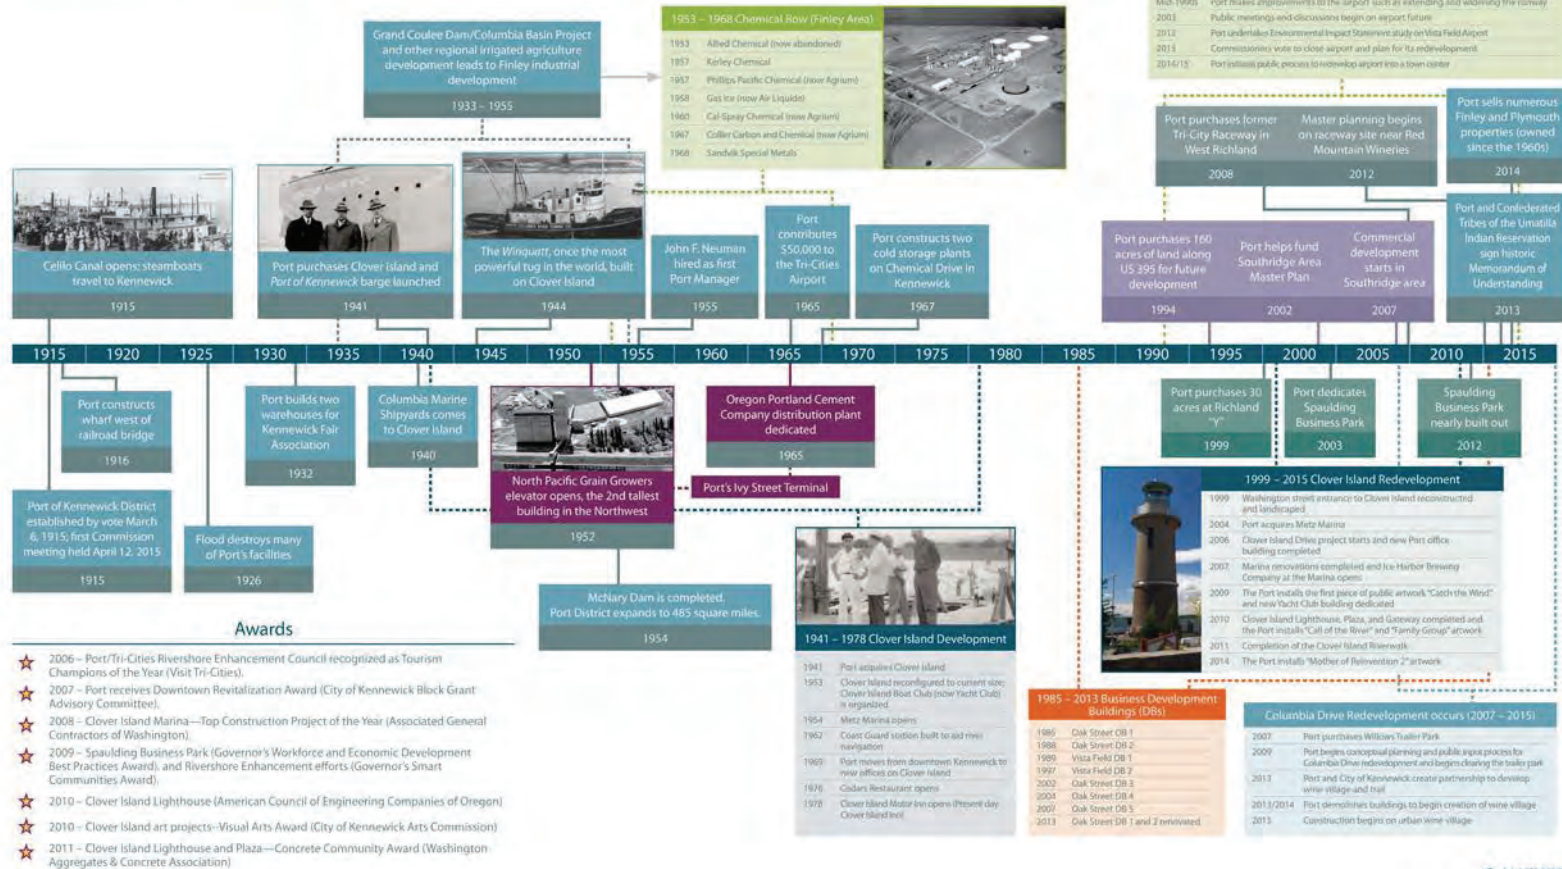 Mid-1990s Port makes improvements to the airport such as extending and widening the runway
2003 Public meetings and discussions begin on airport future
2012 Port undertakes Environmental Impact Statement study on Vista Field Airport
2013 Commissioners vote to close airport and plan for its redevelopment
2014/15 Port initiates public process to redevelop airport into a town center
Grand Coulee Dam/Columbia Basin Project
and other regional irrigated agriculture
development leads to Finley industrial
development
1933 – 1955
1953 – 1968 Chemical Row (Finley Area)
1953 Allied Chemical (now abandoned)
1957 Kerley Chemical
1957 Phillips Pacific Chemical (now Agrium)
1958 Gas Ice (now Air Liquide)
1960 Cal-Spray Chemical (now Agrium)
1967 Collier Carbon and Chemical (now Agrium)
1968 Sandvik Special Metals
Port purchases former
Tri-City Raceway in
West Richland
2008
Master planning begins
on raceway site near Red
Mountain Wineries
2012
Port sells numerous
Finley and Plymouth
properties (owned
since the 1960s)
2014
Celilo Canal opens; steamboats
travel to Kennewick
1915
Port purchases Clover Island and
Port of Kennewick barge launched
1941
The Winquatt, once the most
powerful tug in the world, built
on Clover Island
1944
John F. Neuman
hired as first
Port Manager
1955
Port
contributes
$50,000 to
the Tri-Cities
Airport
1965
Port constructs two
cold storage plants
on Chemical Drive in
Kennewick
1967
Port purchases 160
acres of land along
US 395 for future
development
1994
Port helps fund
Southridge Area
Master Plan
2002
Commercial
development
starts in
Southridge area
2007
Port and Confederated
Tribes of the Umatilla
Indian Reservation
sign historic
Memorandum of
Understanding
2013
1915 1920 1925 1930 1935 1940 1945 1950 1955 1960 1965 1970 1975 1980 1985 1990 1995 2000 2005 2010 2015
Port constructs
wharf west of
railroad bridge
1916
Port of Kennewick District
established by vote March
6, 1915; first Commission
meeting held April 12, 2015
1915
Flood destroys many
of Port's facilities
1926
Port builds two
warehouses for
Kennewick Fair
Association
1932
Columbia Marine
Shipyards comes
to Clover Island
1940
North Pacific Grain Growers
elevator opens, the 2nd tallest
building in the Northwest
1952
Oregon Portland Cement
Company distribution plant
dedicated
1965
Port's Ivy Street Terminal
McNary Dam is completed.
Port District expands to 485 square miles.
1954
1941 – 1978 Clover Island Development
1941 Port acquires Clover Island
1953 Clover Island reconfigured to current size;
Clover Island Boat Club (now Yacht Club)
is organized
1954 Metz Marina opens
1962 Coast Guard station built to aid river
navigation
1969 Port moves from downtown Kennewick to
new offices on Clover Island
1976 Cedars Restaurant opens
1978 Clover Island Motor Inn opens (Present day
Clover Island Inn)
Port purchases 30
acres at Richland
"Y"
1999
Port dedicates
Spaulding
Business Park
2003
Spaulding
Business Park
nearly built out
2012
1999 – 2015 Clover Island Redevelopment
1999 Washington street entrance to Clover Island reconstructed
and landscaped
2004 Port acquires Metz Marina
2006 Clover Island Drive project starts and new Port office
building completed
2007 Marina renovations completed and Ice Harbor Brewing
Company at the Marina opens
2009 The Port installs the first piece of public artwork "Catch the Wind"
and new Yacht Club building dedicated
2010 Clover Island Lighthouse, Plaza, and Gateway completed and
the Port installs "Call of the River" and "Family Group" artwork
2011 Completion of the Clover Island Riverwalk
2014 The Port installs "Mother of Reinvention 2" artwork
1985 – 2013 Business Development
Buildings (DBs)
1985 Oak Street DB 1
1988 Oak Street DB 2
1989 Vista Field DB 1
1997 Vista Field DB 2
2002 Oak Street DB 3
2004 Oak Street DB 4
2007 Oak Street DB 5
2013 Oak Street DB 1 and 2 renovated
Columbia Drive Redevelopment occurs (2007 – 2015)
2007 Port purchases Willows Trailer Park
2009 Port begins conceptual planning and public input process for
Columbia Drive redevelopment and begins clearing the trailer park
2013 Port and City of Kennewick create partnership to develop
wine village and trail
2013/2014 Port demolishes buildings to begin creation of wine village
2015 Construction begins on urban wine village
Awards
2006 – Port/Tri-Cities Rivershore Enhancement Council recognized as Tourism
Champions of the Year (Visit Tri-Cities).
2007 – Port receives Downtown Revitalization Award (City of Kennewick Block Grant
Advisory Committee).
2008 – Clover Island Marina—Top Construction Project of the Year (Associated General
Contractors of Washington).
2009 – Spaulding Business Park (Governor's Workforce and Economic Development
Best Practices Award), and Rivershore Enhancement efforts (Governor's Smart
Communities Award).
2010 – Clover Island Lighthouse (American Council of Engineering Companies of Oregon)
2010 – Clover Island art projects--Visual Arts Award (City of Kennewick Arts Commission)
2011 – Clover Island Lighthouse and Plaza—Concrete Community Award (Washington
Aggregates & Concrete Association)